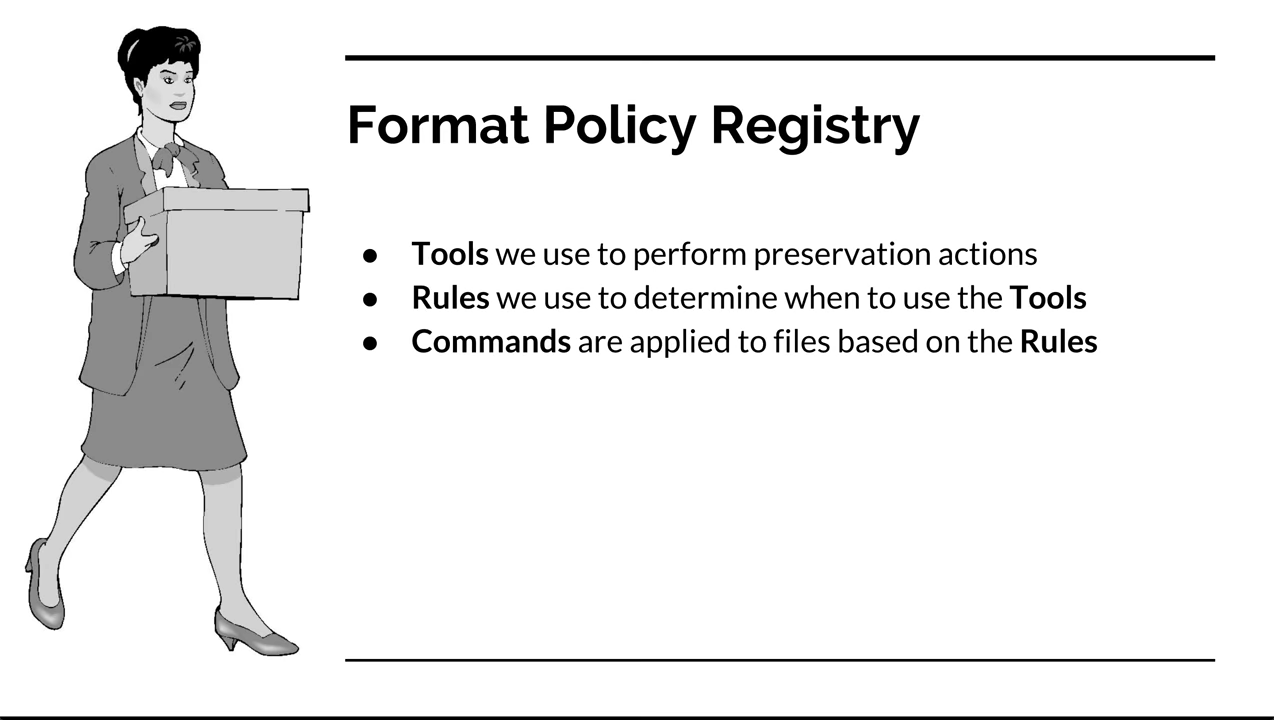 Format Policy Registry
● Tools we use to perform preservation actions
● Rules we use to determine when to use the Tools
● Commands are applied to files based on the Rules